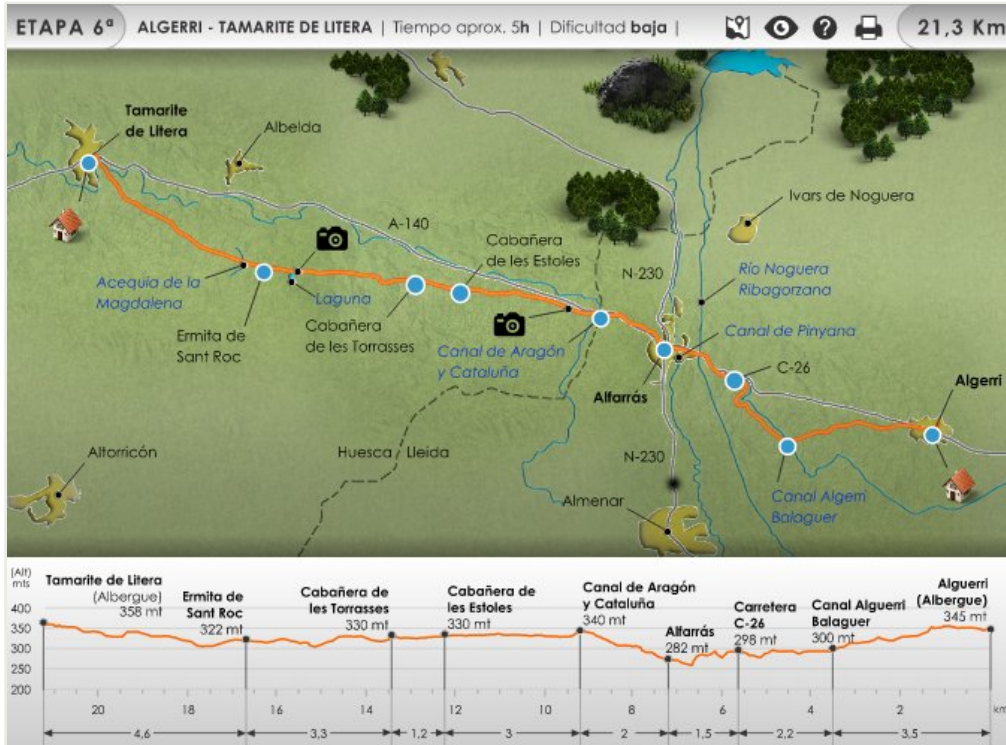 ETAPA 6ª
ALGERRI - TAMARITE DE LITERA | Tiempo aprox. 5h | Dificultad baja |
21,3 Km
Tamarite
de Litera
Albelda
A-140
Cabañera
de les Estoles
N-230
Ivars de Noguera
Río Noguera
Ribagorzana
Acequia de la
Magdalena
Laguna
Ermita de
Sant Roc
Cabañera
de les Torrasses
Canal de Aragón
y Cataluña
Canal de Pinyana
C-26
Alfarrás
Algerri
Altorricón
Huesca
Lleida
N-230
Almenar
Canal Algerri
Balaguer
(Alt)
mts
Tamarite de Litera
(Albergue)
358 mt
Ermita de
Sant Roc
322 mt
Cabañera de
les Torrasses
330 mt
Cabañera de
les Estoles
330 mt
Canal de Aragón
y Cataluña
340 mt
Alfarrás
282 mt
Carretera
C-26
298 mt
Canal Alguerri
Balaguer
300 mt
Alguerri
(Albergue)
345 mt
400
350
300
250
200
20 18 16 14 12 10 8 6 4 2 km
4,6 3,3 1,2 3 2 1,5 2,2 3,5